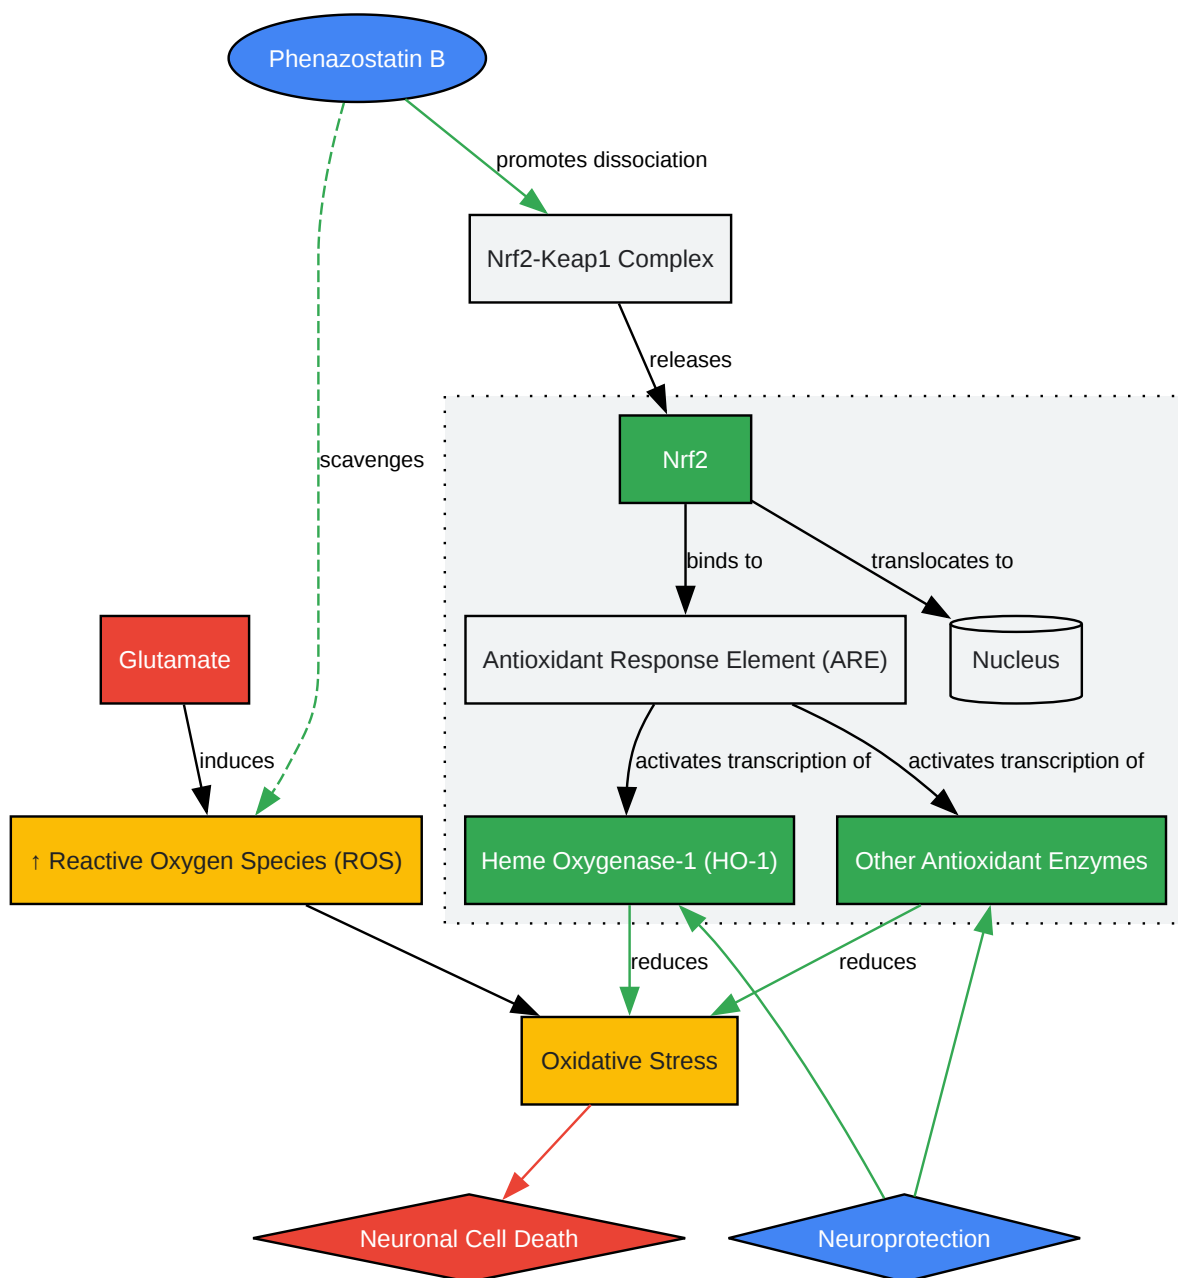 Phenazostatin B
promotes dissociation
Nrf2-Keap1 Complex
releases
Nrf2
scavenges
binds to
translocates to
Glutamate
Antioxidant Response Element (ARE)
Nucleus
induces
activates transcription of
activates transcription of
↑ Reactive Oxygen Species (ROS)
Heme Oxygenase-1 (HO-1)
Other Antioxidant Enzymes
reduces
reduces
Oxidative Stress
Neuronal Cell Death
Neuroprotection